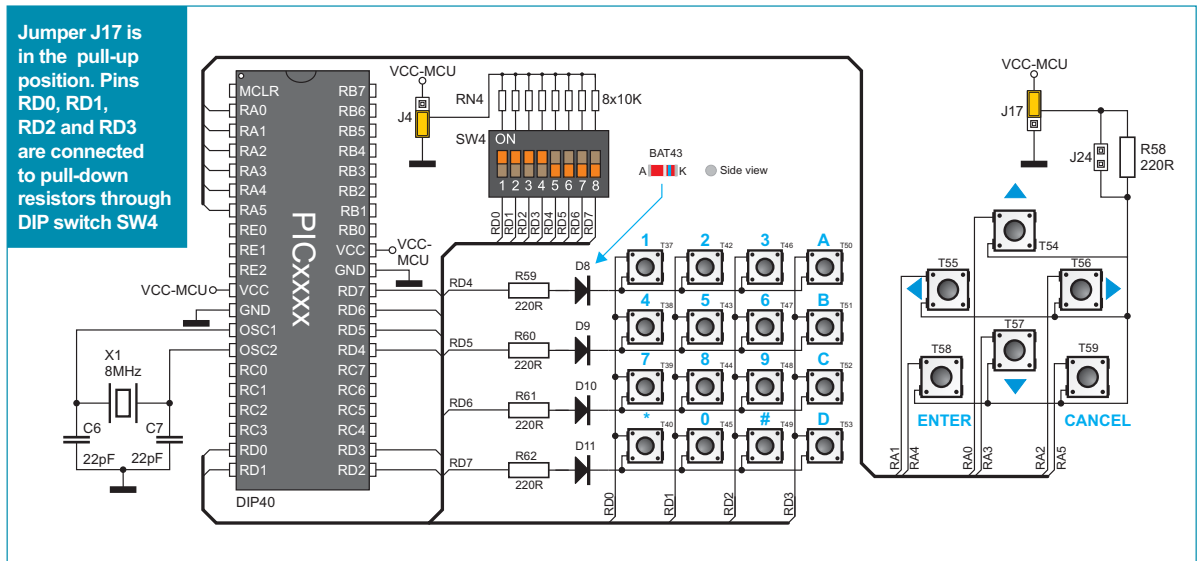 Jumper J17 is
in the pull-up
position. Pins
RD0, RD1,
RD2 and RD3
are connected
to pull-down
resistors through
DIP switch SW4
MCLR RB7
RA0 RB6
RA1 RB5
RA2 RB4
RA3 RB3
RA4 RB2
RA5 RB1
RE0 RB0
RE1 VCC
RE2 GND
VCC RD7
GND RD6
OSC1 RD5
OSC2 RD4
RC0 RC7
RC1 RC6
RC2 RC5
RC3 RC4
RD0 RD3
RD1 RD2
PICxxxx
DIP40
VCC-MCU
VCC-
MCU
X1
8MHz
C6 C7
22pF 22pF
VCC-MCU
J4
RN4 8x10K
SW4
ON
1 2 3 4 5 6 7 8
RD0 RD1 RD2 RD3 RD4 RD5 RD6 RD7
BAT43
A K Side view
RD4 R59 220R D8
RD5 R60 220R D9
RD6 R61 220R D10
RD7 R62 220R D11
1 T37 2 T42 3 T46 A T50
4 T38 5 T43 6 T47 B T51
7 T39 8 T44 9 T48 C T52
* T40 0 T45 # T49 D T53
RD0 RD1 RD2 RD3
VCC-MCU
J17
J24
R58
220R
T54
T55 T56
T57
T58 T59
ENTER CANCEL
RA1 RA4 RA0 RA3 RA2 RA5